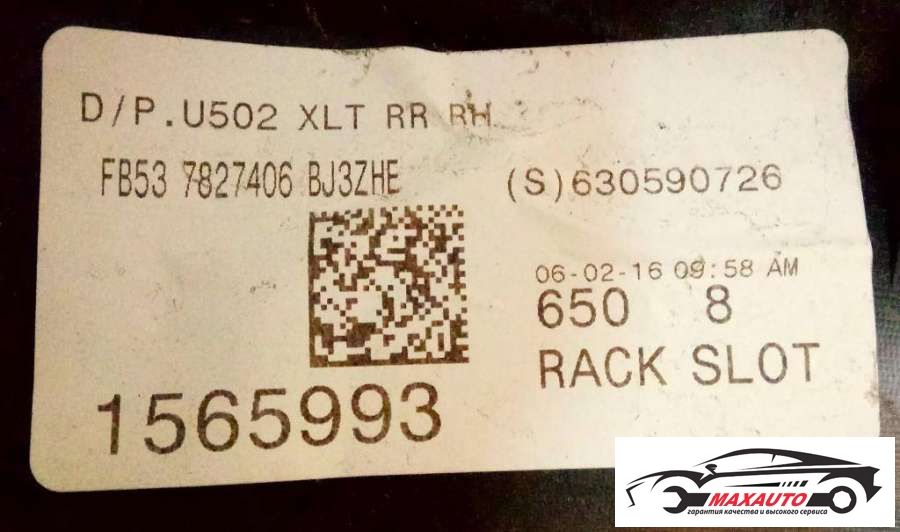 D/P.U502 XLT RR RH
FB53 7827406 BJ3ZHE
(S)630590726
06-02-16 09:58 AM
650 8
RACK SLOT
1565993
MAXAUTO
гарантия качества и высокого сервиса